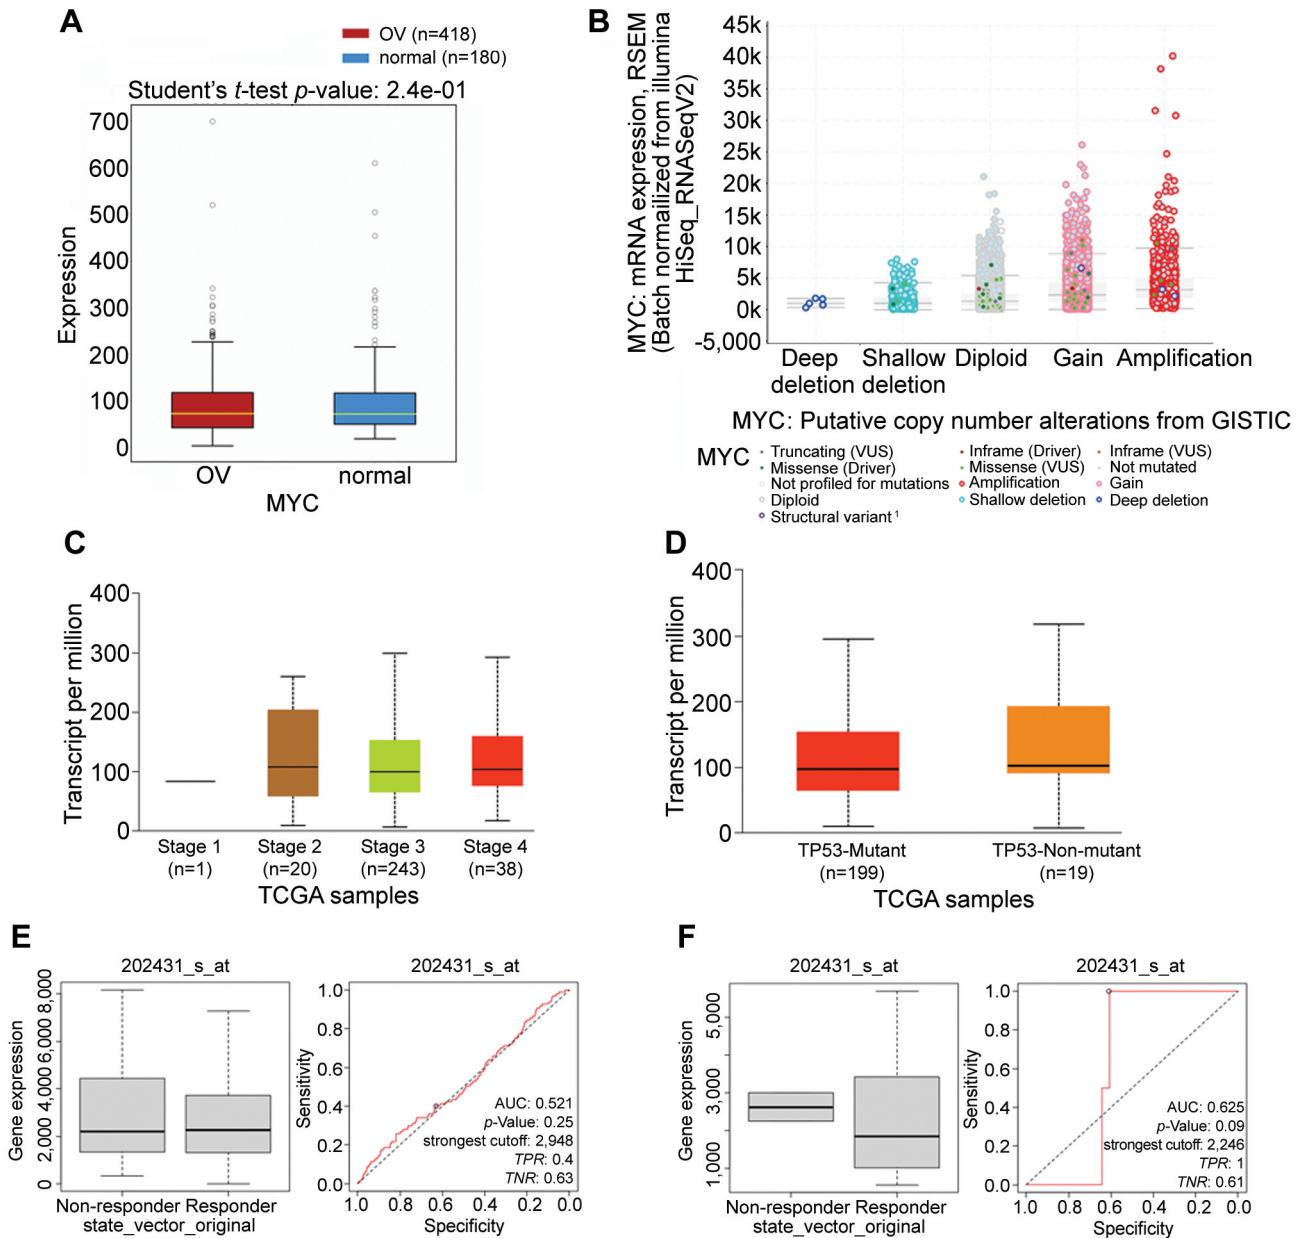 A
OV (n=418)
normal (n=180)
Student's t-test p-value: 2.4e-01
Expression
700
600
500
400
300
200
100
0
OV normal
MYC
B
MYC: mRNA expression, RSEM
(Batch normailized from illumina
HiSeq_RNASeqV2)
45k
40k
35k
30k
25k
20k
15k
10k
5k
0k
-5,000
Deep deletion
Shallow deletion
Diploid
Gain
Amplification
MYC: Putative copy number alterations from GISTIC
MYC
Truncating (VUS)
Missense (Driver)
Not profiled for mutations
Diploid
Structural variant 1
Inframe (Driver)
Missense (VUS)
Amplification
Shallow deletion
Inframe (VUS)
Not mutated
Gain
Deep deletion
C
Transcript per million
400
300
200
100
0
Stage 1 Stage 2 Stage 3 Stage 4
(n=1) (n=20) (n=243) (n=38)
TCGA samples
D
Transcript per million
400
300
200
100
0
TP53-Mutant TP53-Non-mutant
(n=199) (n=19)
TCGA samples
E
202431_s_at
Gene expression
8,000
6,000
4,000
2,000
0
Non-responder Responder
state_vector_original
202431_s_at
Sensitivity
1.0
0.8
0.6
0.4
0.2
0.0
AUC: 0.521
p-Value: 0.25
strongest cutoff: 2,948
TPR: 0.4
TNR: 0.63
1.0 0.8 0.6 0.4 0.2 0.0
Specificity
F
202431_s_at
Gene expression
5,000
3,000
1,000
Non-responder Responder
state_vector_original
202431_s_at
Sensitivity
1.0
0.8
0.6
0.4
0.2
0.0
AUC: 0.625
p-Value: 0.09
strongest cutoff: 2,246
TPR: 1
TNR: 0.61
1.0 0.8 0.6 0.4 0.2 0.0
Specificity